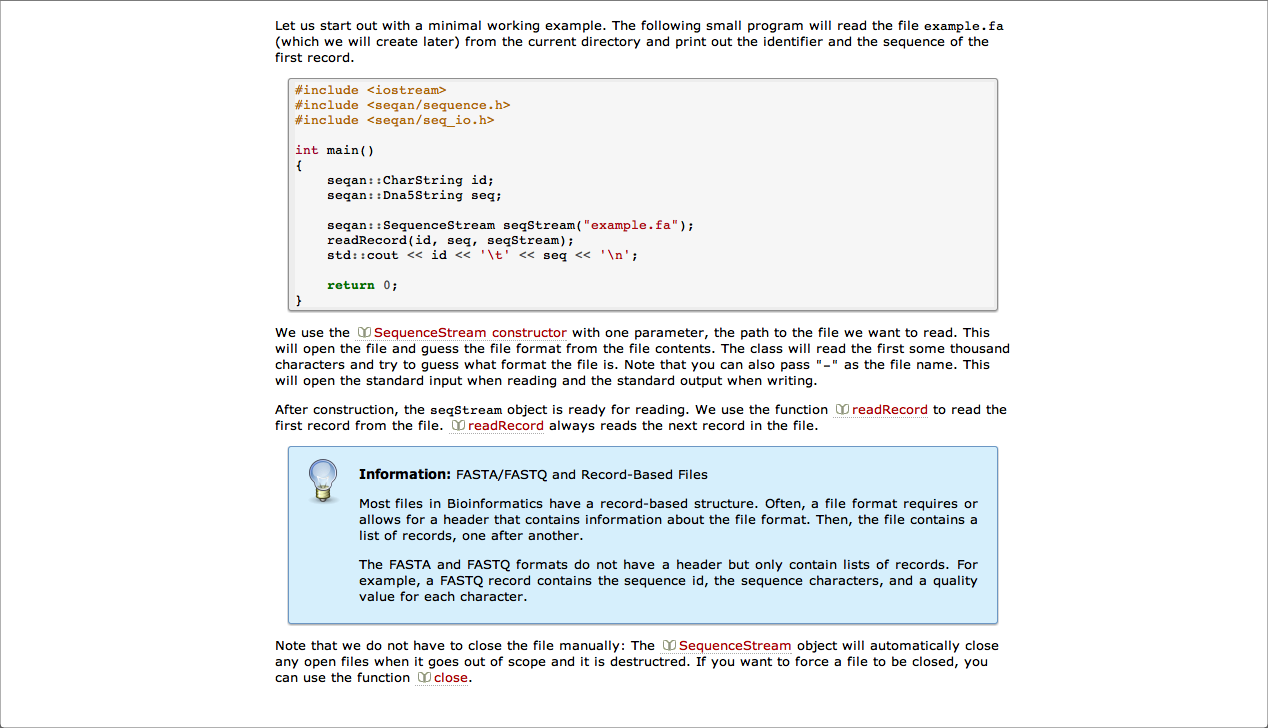 Let us start out with a minimal working example. The following small program will read the file example.fa
(which we will create later) from the current directory and print out the identifier and the sequence of the
first record.
#include <iostream>
#include <seqan/sequence.h>
#include <seqan/seq_io.h>
int main()
{
    seqan::CharString id;
    seqan::Dna5String seq;
    seqan::SequenceStream seqStream("example.fa");
    readRecord(id, seq, seqStream);
    std::cout << id << '\t' << seq << '\n';
    return 0;
}
We use the SequenceStream constructor with one parameter, the path to the file we want to read. This
will open the file and guess the file format from the file contents. The class will read the first some thousand
characters and try to guess what format the file is. Note that you can also pass "-" as the file name. This
will open the standard input when reading and the standard output when writing.
After construction, the seqStream object is ready for reading. We use the function readRecord to read the
first record from the file. readRecord always reads the next record in the file.
Information: FASTA/FASTQ and Record-Based Files
Most files in Bioinformatics have a record-based structure. Often, a file format requires or
allows for a header that contains information about the file format. Then, the file contains a
list of records, one after another.
The FASTA and FASTQ formats do not have a header but only contain lists of records. For
example, a FASTQ record contains the sequence id, the sequence characters, and a quality
value for each character.
Note that we do not have to close the file manually: The SequenceStream object will automatically close
any open files when it goes out of scope and it is destructred. If you want to force a file to be closed, you
can use the function close.